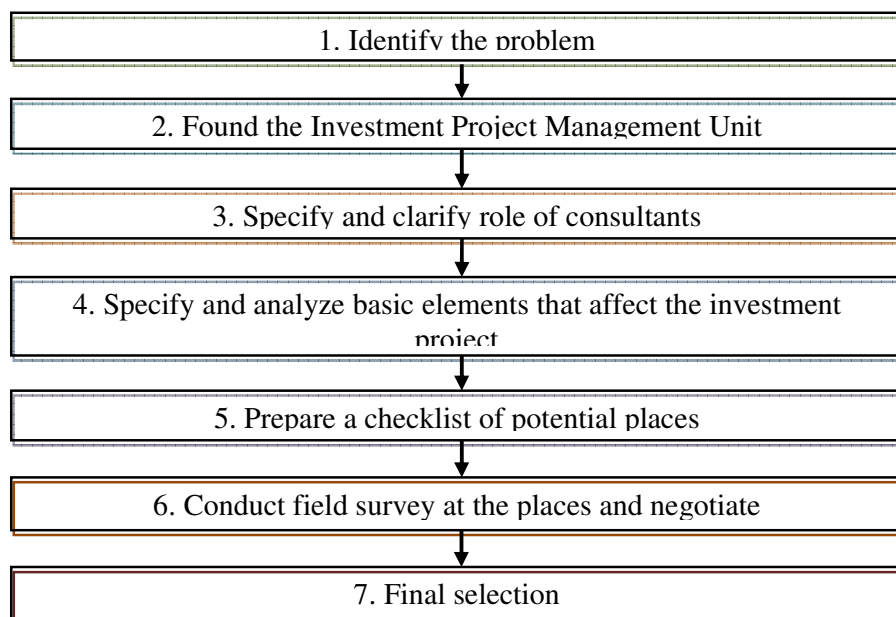 1. Identify the problem
2. Found the Investment Project Management Unit
3. Specify and clarify role of consultants
4. Specify and analyze basic elements that affect the investment
project
5. Prepare a checklist of potential places
6. Conduct field survey at the places and negotiate
7. Final selection